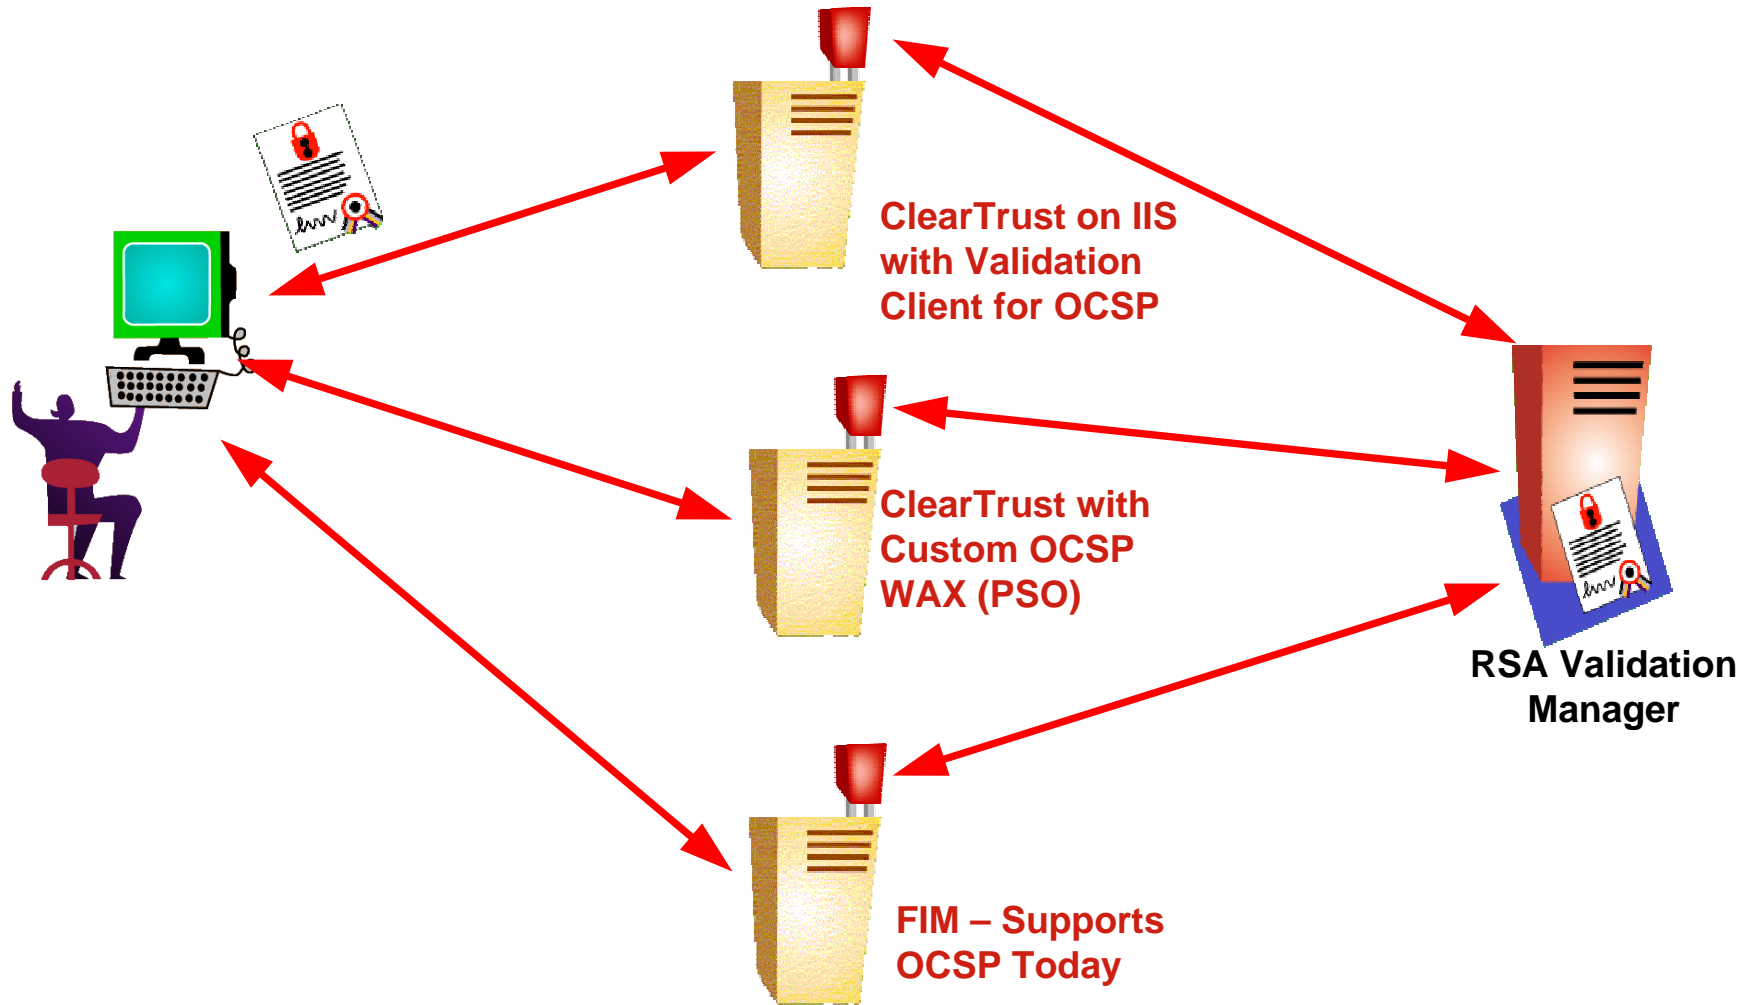 ClearTrust on IIS
with Validation
Client for OCSP
ClearTrust with
Custom OCSP
WAX (PSO)
RSA Validation
Manager
FIM – Supports
OCSP Today